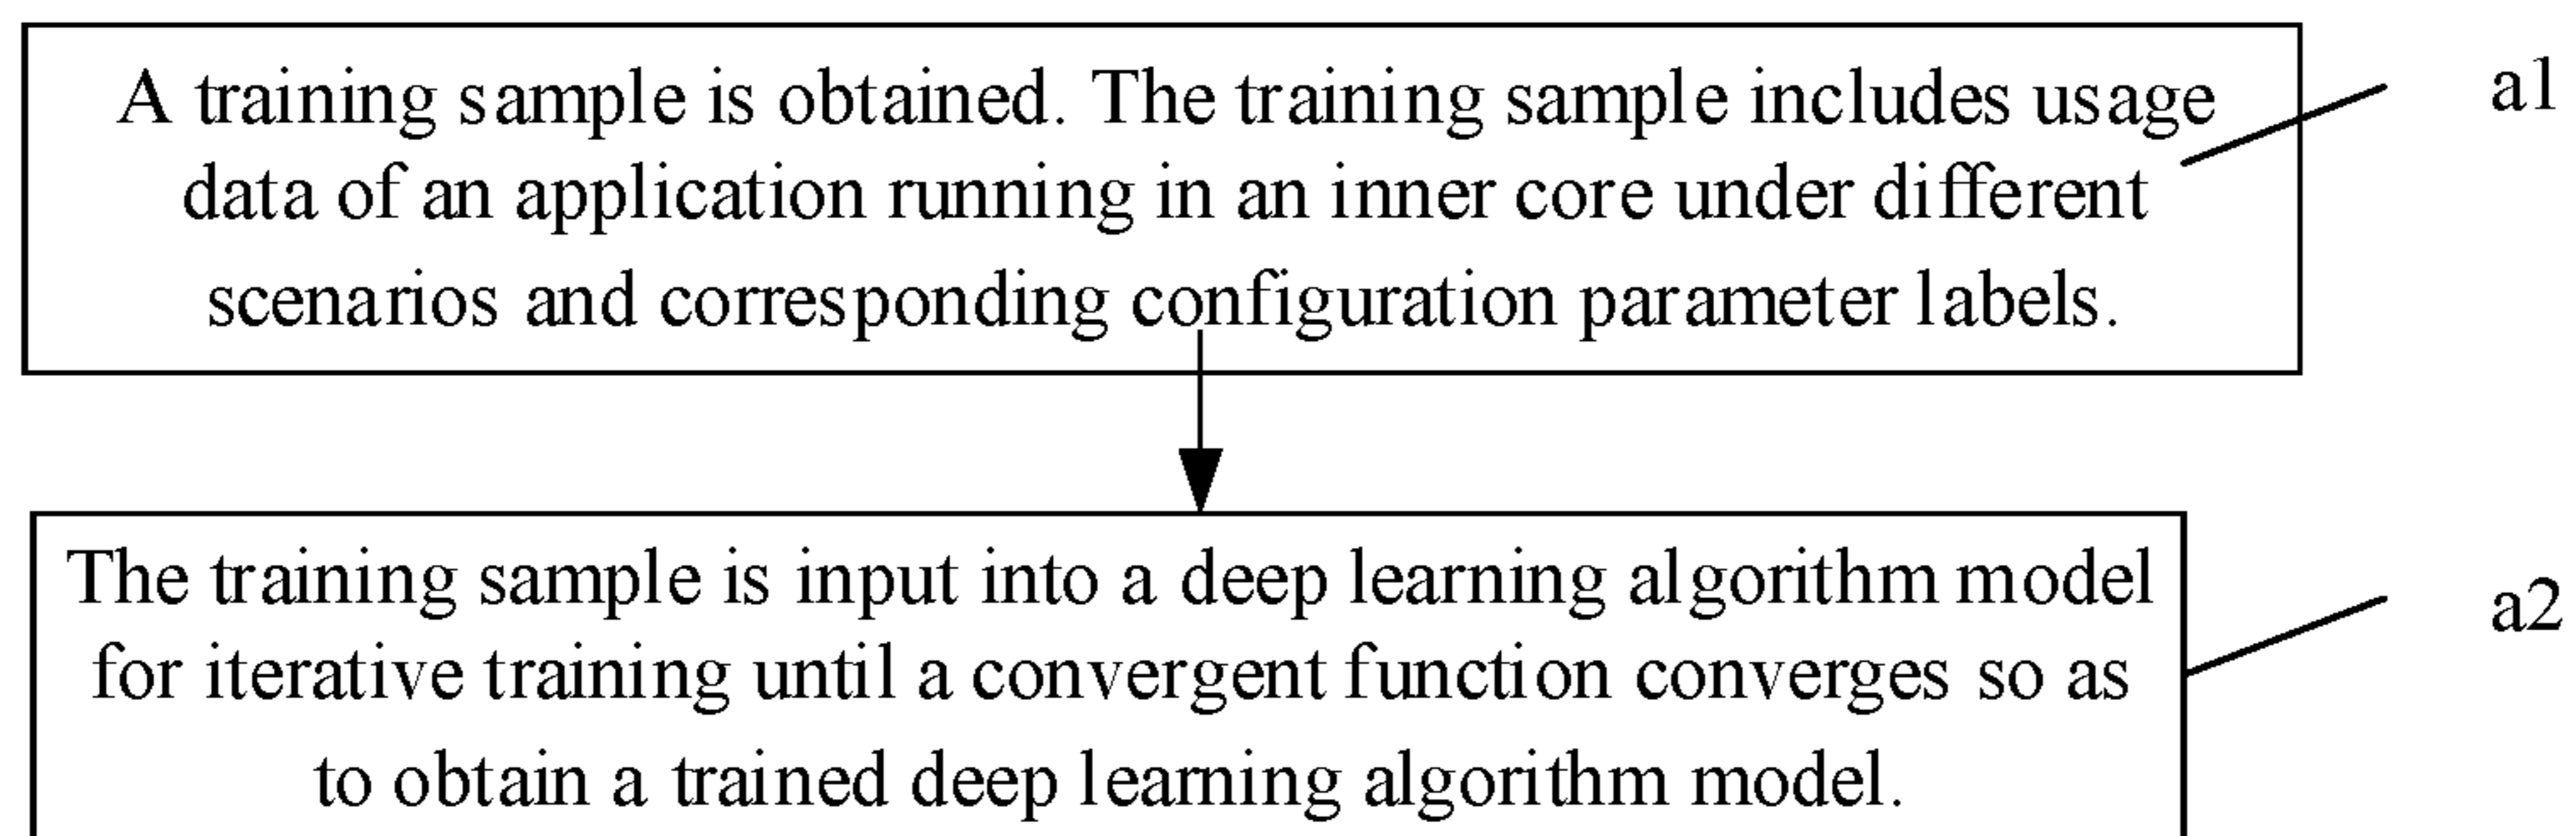 A training sample is obtained. The training sample includes usage
data of an application running in an inner core under different
scenarios and corresponding configuration parameter labels.
a1
The training sample is input into a deep learning algorithm model
for iterative training until a convergent function converges so as
to obtain a trained deep learning algorithm model.
a2